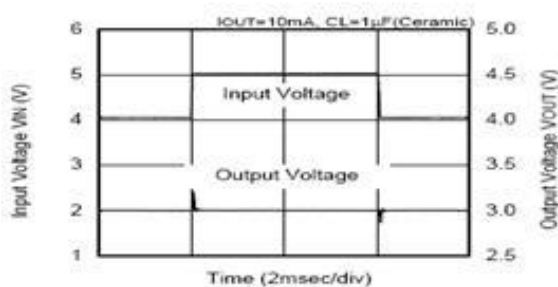 IOUT=10mA, CL=1µF(Ceramic)
6 5.0
5 4.5
Input Voltage
4 4.0
3 3.5
Output Voltage
2 3.0
1 2.5
Input Voltage VIN (V)
Output Voltage VOUT (V)
Time (2msec/div)